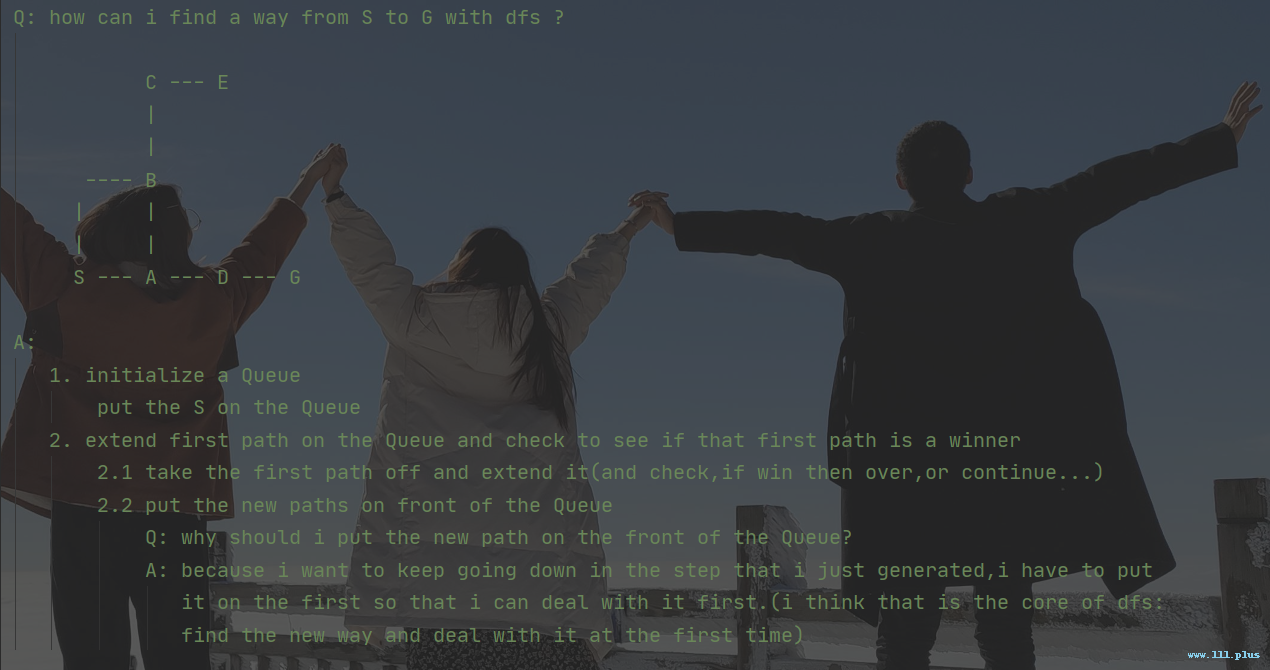 Q: how can i find a way from S to G with dfs ?
C --- E
|
|
---- B
|     |
|     |
S --- A --- D --- G
A:
1. initialize a Queue
put the S on the Queue
2. extend first path on the Queue and check to see if that first path is a winner
2.1 take the first path off and extend it(and check,if win then over,or continue...)
2.2 put the new paths on front of the Queue
Q: why should i put the new path on the front of the Queue?
A: because i want to keep going down in the step that i just generated,i have to put
it on the first so that i can deal with it first.(i think that is the core of dfs:
find the new way and deal with it at the first time)
www.lll.plus